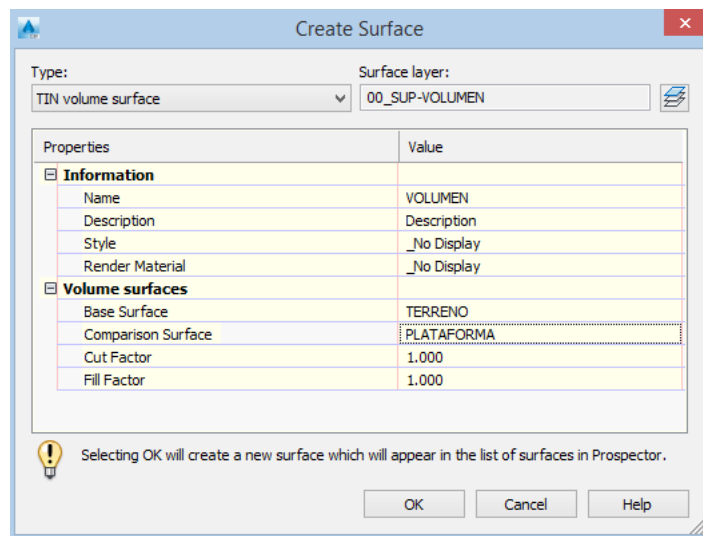 Create Surface
Type:
Surface layer:
TIN volume surface
00_SUP-VOLUMEN
Properties Value
Information
Name VOLUMEN
Description Description
Style _No Display
Render Material _No Display
Volume surfaces
Base Surface TERRENO
Comparison Surface PLATAFORMA
Cut Factor 1.000
Fill Factor 1.000
Selecting OK will create a new surface which will appear in the list of surfaces in Prospector.
OK Cancel Help